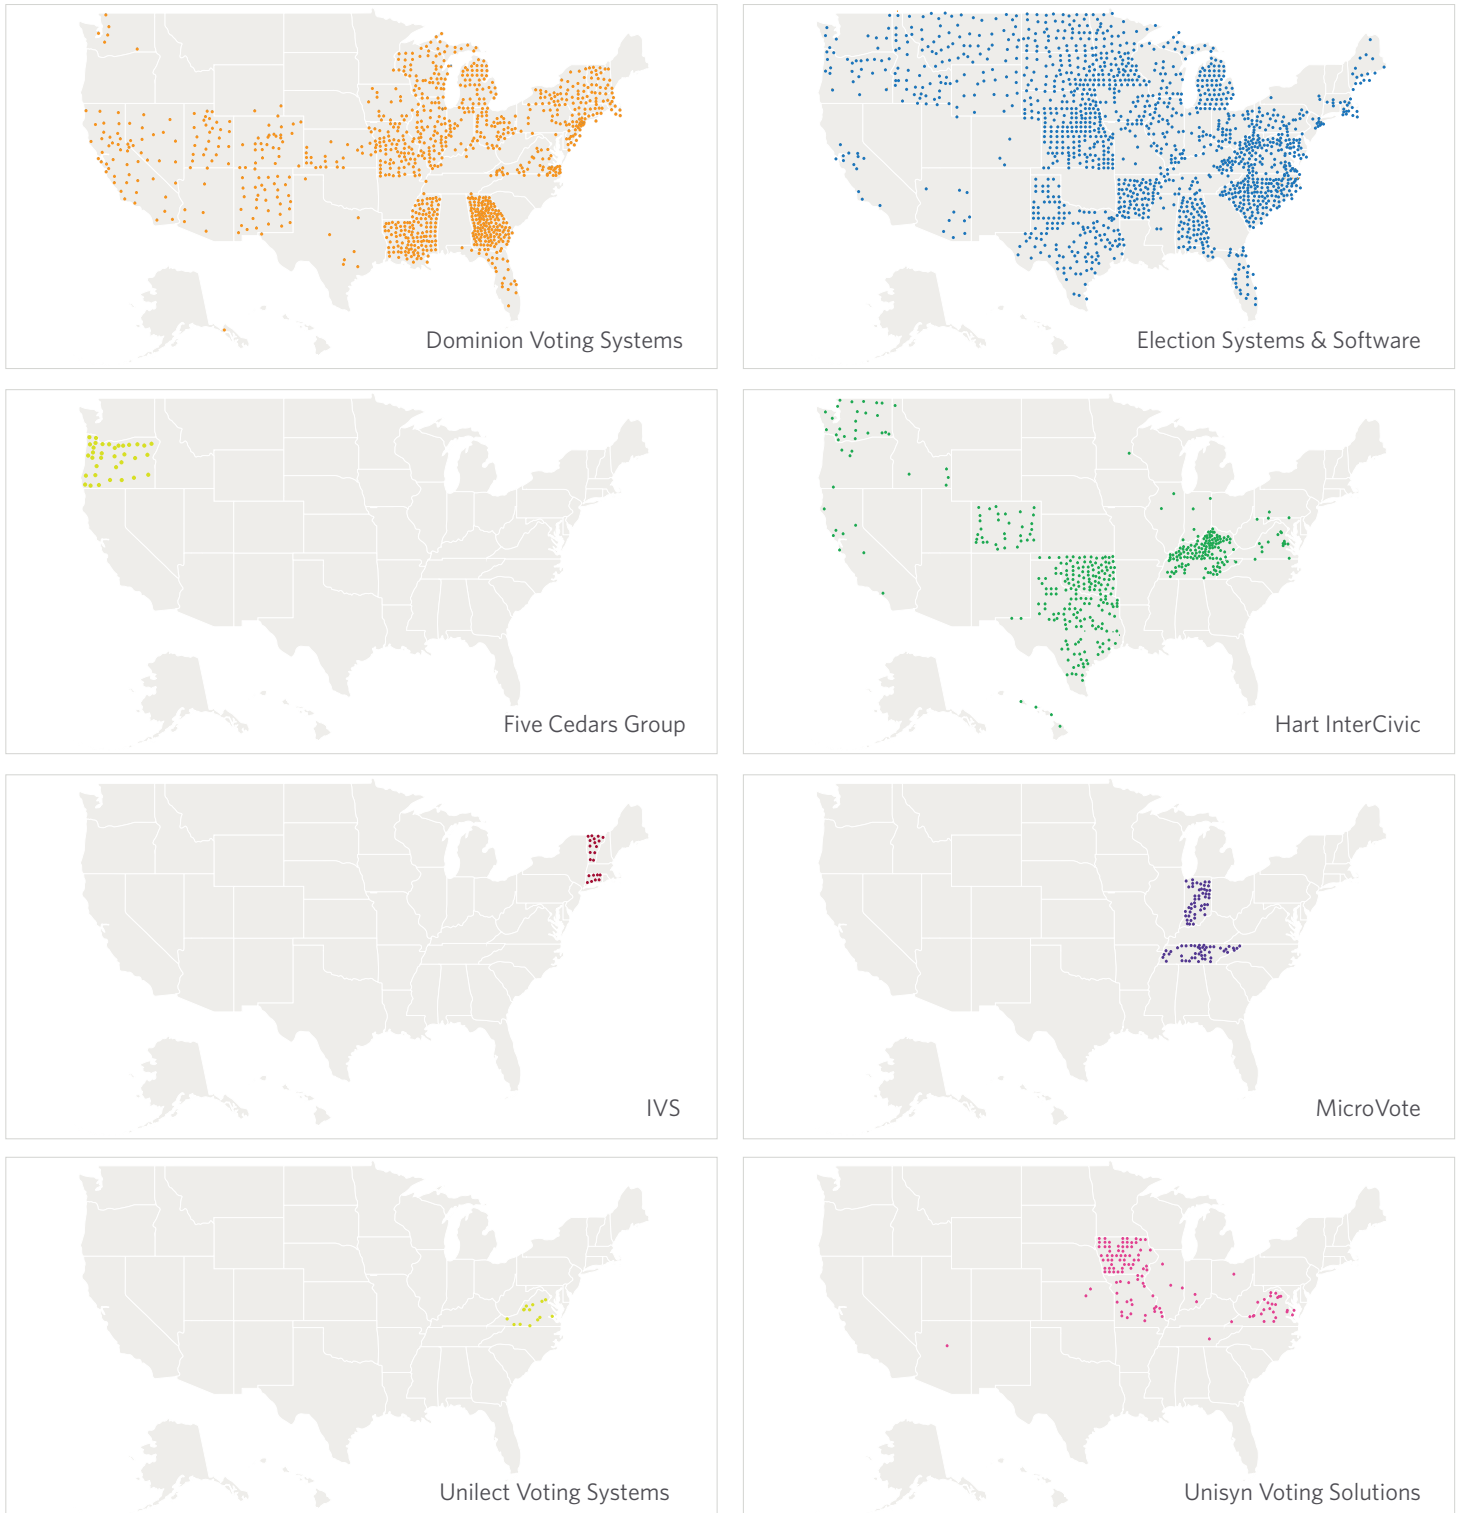 Dominion Voting Systems
Election Systems & Software
Five Cedars Group
Hart InterCivic
IVS
MicroVote
Unilect Voting Systems
Unisyn Voting Solutions